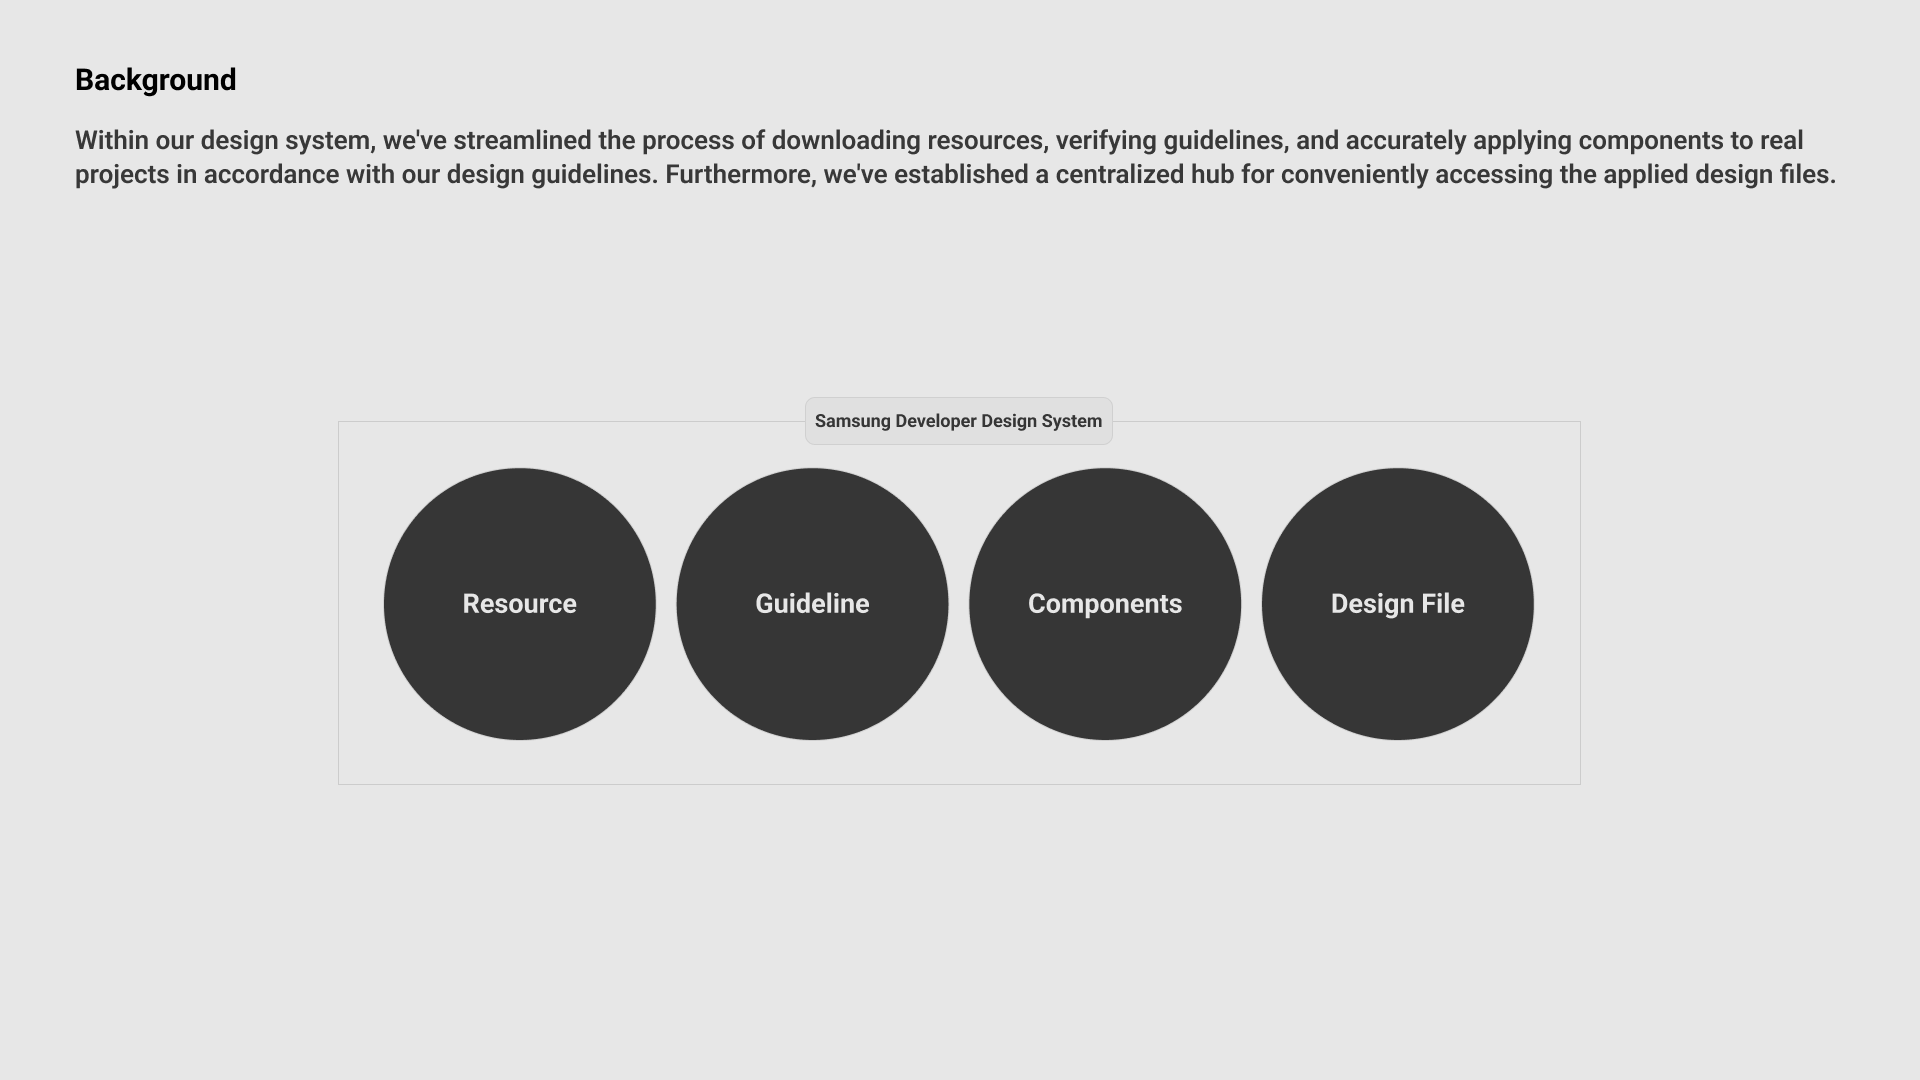 Background
Within our design system, we've streamlined the process of downloading resources, verifying guidelines, and accurately applying components to real
projects in accordance with our design guidelines. Furthermore, we've established a centralized hub for conveniently accessing the applied design files.
Samsung Developer Design System
Resource
Guideline
Components
Design File